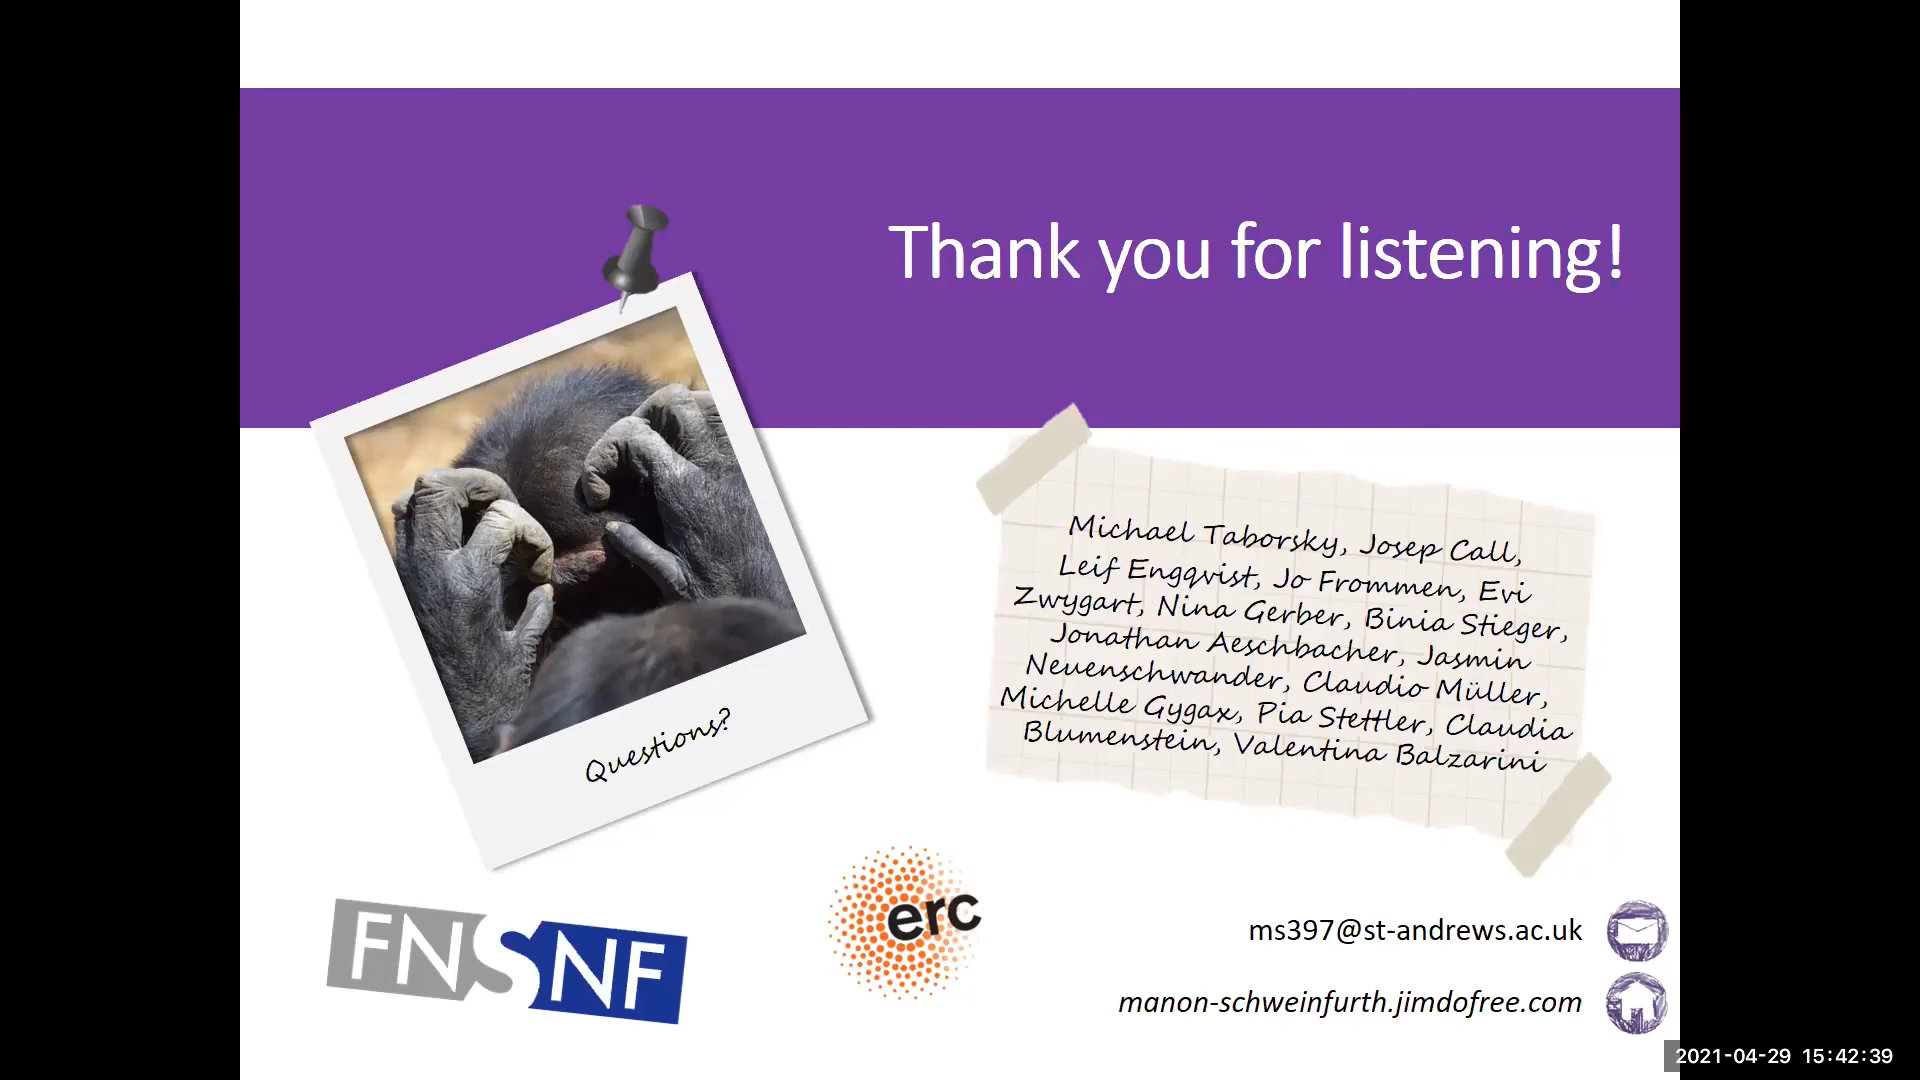 Thank you for listening!
Questions?
Michael Taborsky, Josep Call,
Leif Engqvist, Jo Frommen, Evi
Zwygart, Nina Gerber, Binia Stieger,
Jonathan Aeschbacher, Jasmin
Neuenschwander, Claudio Müller,
Michelle Gygax, Pia Stettler, Claudia
Blumenstein, Valentina Balzarini
FNSNF
erc
ms397@st-andrews.ac.uk
manon-schweinfurth.jimdofree.com
2021-04-29 15:42:39